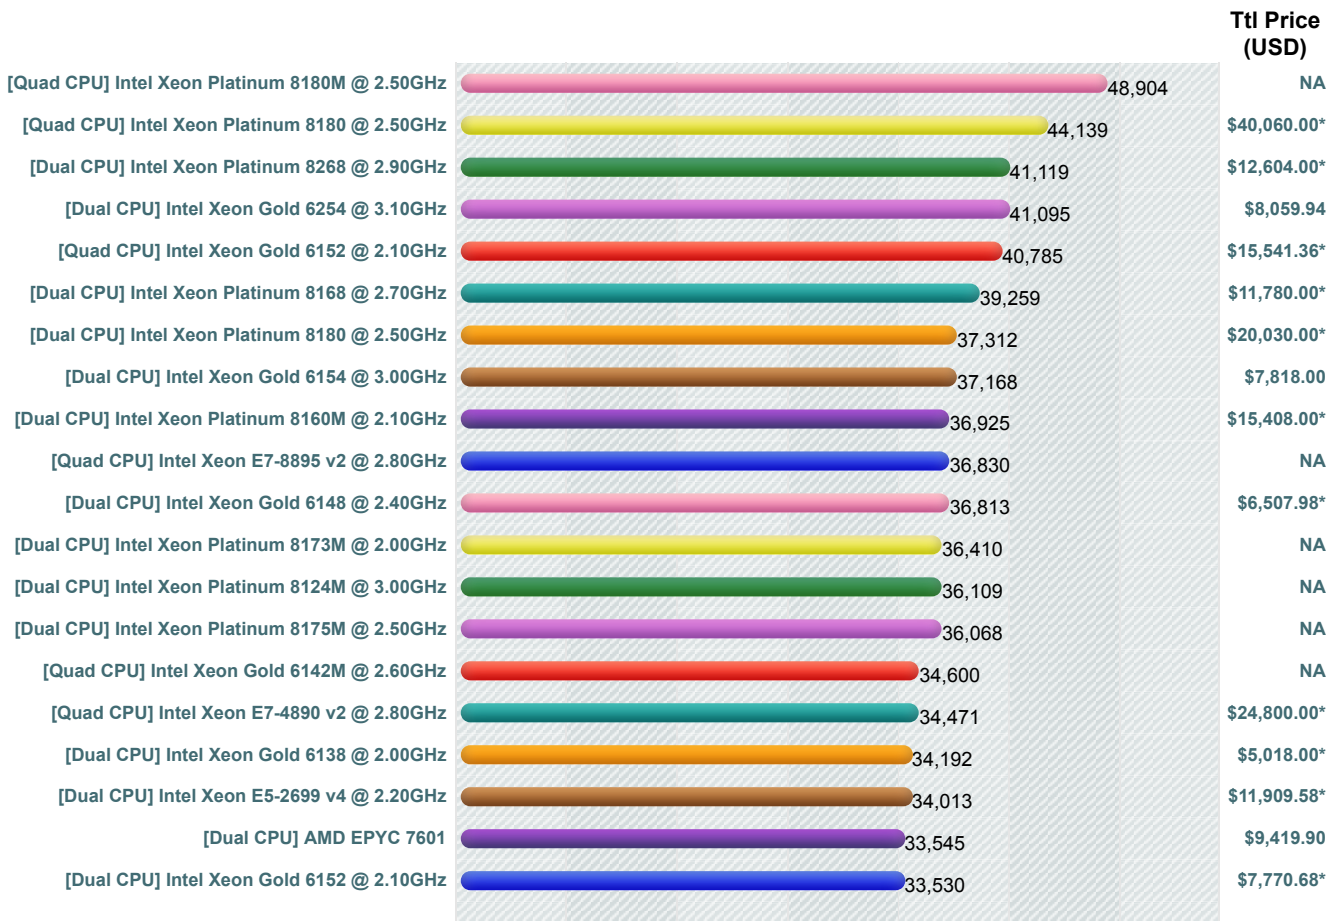 Ttl Price
(USD)
[Quad CPU] Intel Xeon Platinum 8180M @ 2.50GHz 48,904 NA
[Quad CPU] Intel Xeon Platinum 8180 @ 2.50GHz 44,139 $40,060.00*
[Dual CPU] Intel Xeon Platinum 8268 @ 2.90GHz 41,119 $12,604.00*
[Dual CPU] Intel Xeon Gold 6254 @ 3.10GHz 41,095 $8,059.94
[Quad CPU] Intel Xeon Gold 6152 @ 2.10GHz 40,785 $15,541.36*
[Dual CPU] Intel Xeon Platinum 8168 @ 2.70GHz 39,259 $11,780.00*
[Dual CPU] Intel Xeon Platinum 8180 @ 2.50GHz 37,312 $20,030.00*
[Dual CPU] Intel Xeon Gold 6154 @ 3.00GHz 37,168 $7,818.00
[Dual CPU] Intel Xeon Platinum 8160M @ 2.10GHz 36,925 $15,408.00*
[Quad CPU] Intel Xeon E7-8895 v2 @ 2.80GHz 36,830 NA
[Dual CPU] Intel Xeon Gold 6148 @ 2.40GHz 36,813 $6,507.98*
[Dual CPU] Intel Xeon Platinum 8173M @ 2.00GHz 36,410 NA
[Dual CPU] Intel Xeon Platinum 8124M @ 3.00GHz 36,109 NA
[Dual CPU] Intel Xeon Platinum 8175M @ 2.50GHz 36,068 NA
[Quad CPU] Intel Xeon Gold 6142M @ 2.60GHz 34,600 NA
[Quad CPU] Intel Xeon E7-4890 v2 @ 2.80GHz 34,471 $24,800.00*
[Dual CPU] Intel Xeon Gold 6138 @ 2.00GHz 34,192 $5,018.00*
[Dual CPU] Intel Xeon E5-2699 v4 @ 2.20GHz 34,013 $11,909.58*
[Dual CPU] AMD EPYC 7601 33,545 $9,419.90
[Dual CPU] Intel Xeon Gold 6152 @ 2.10GHz 33,530 $7,770.68*